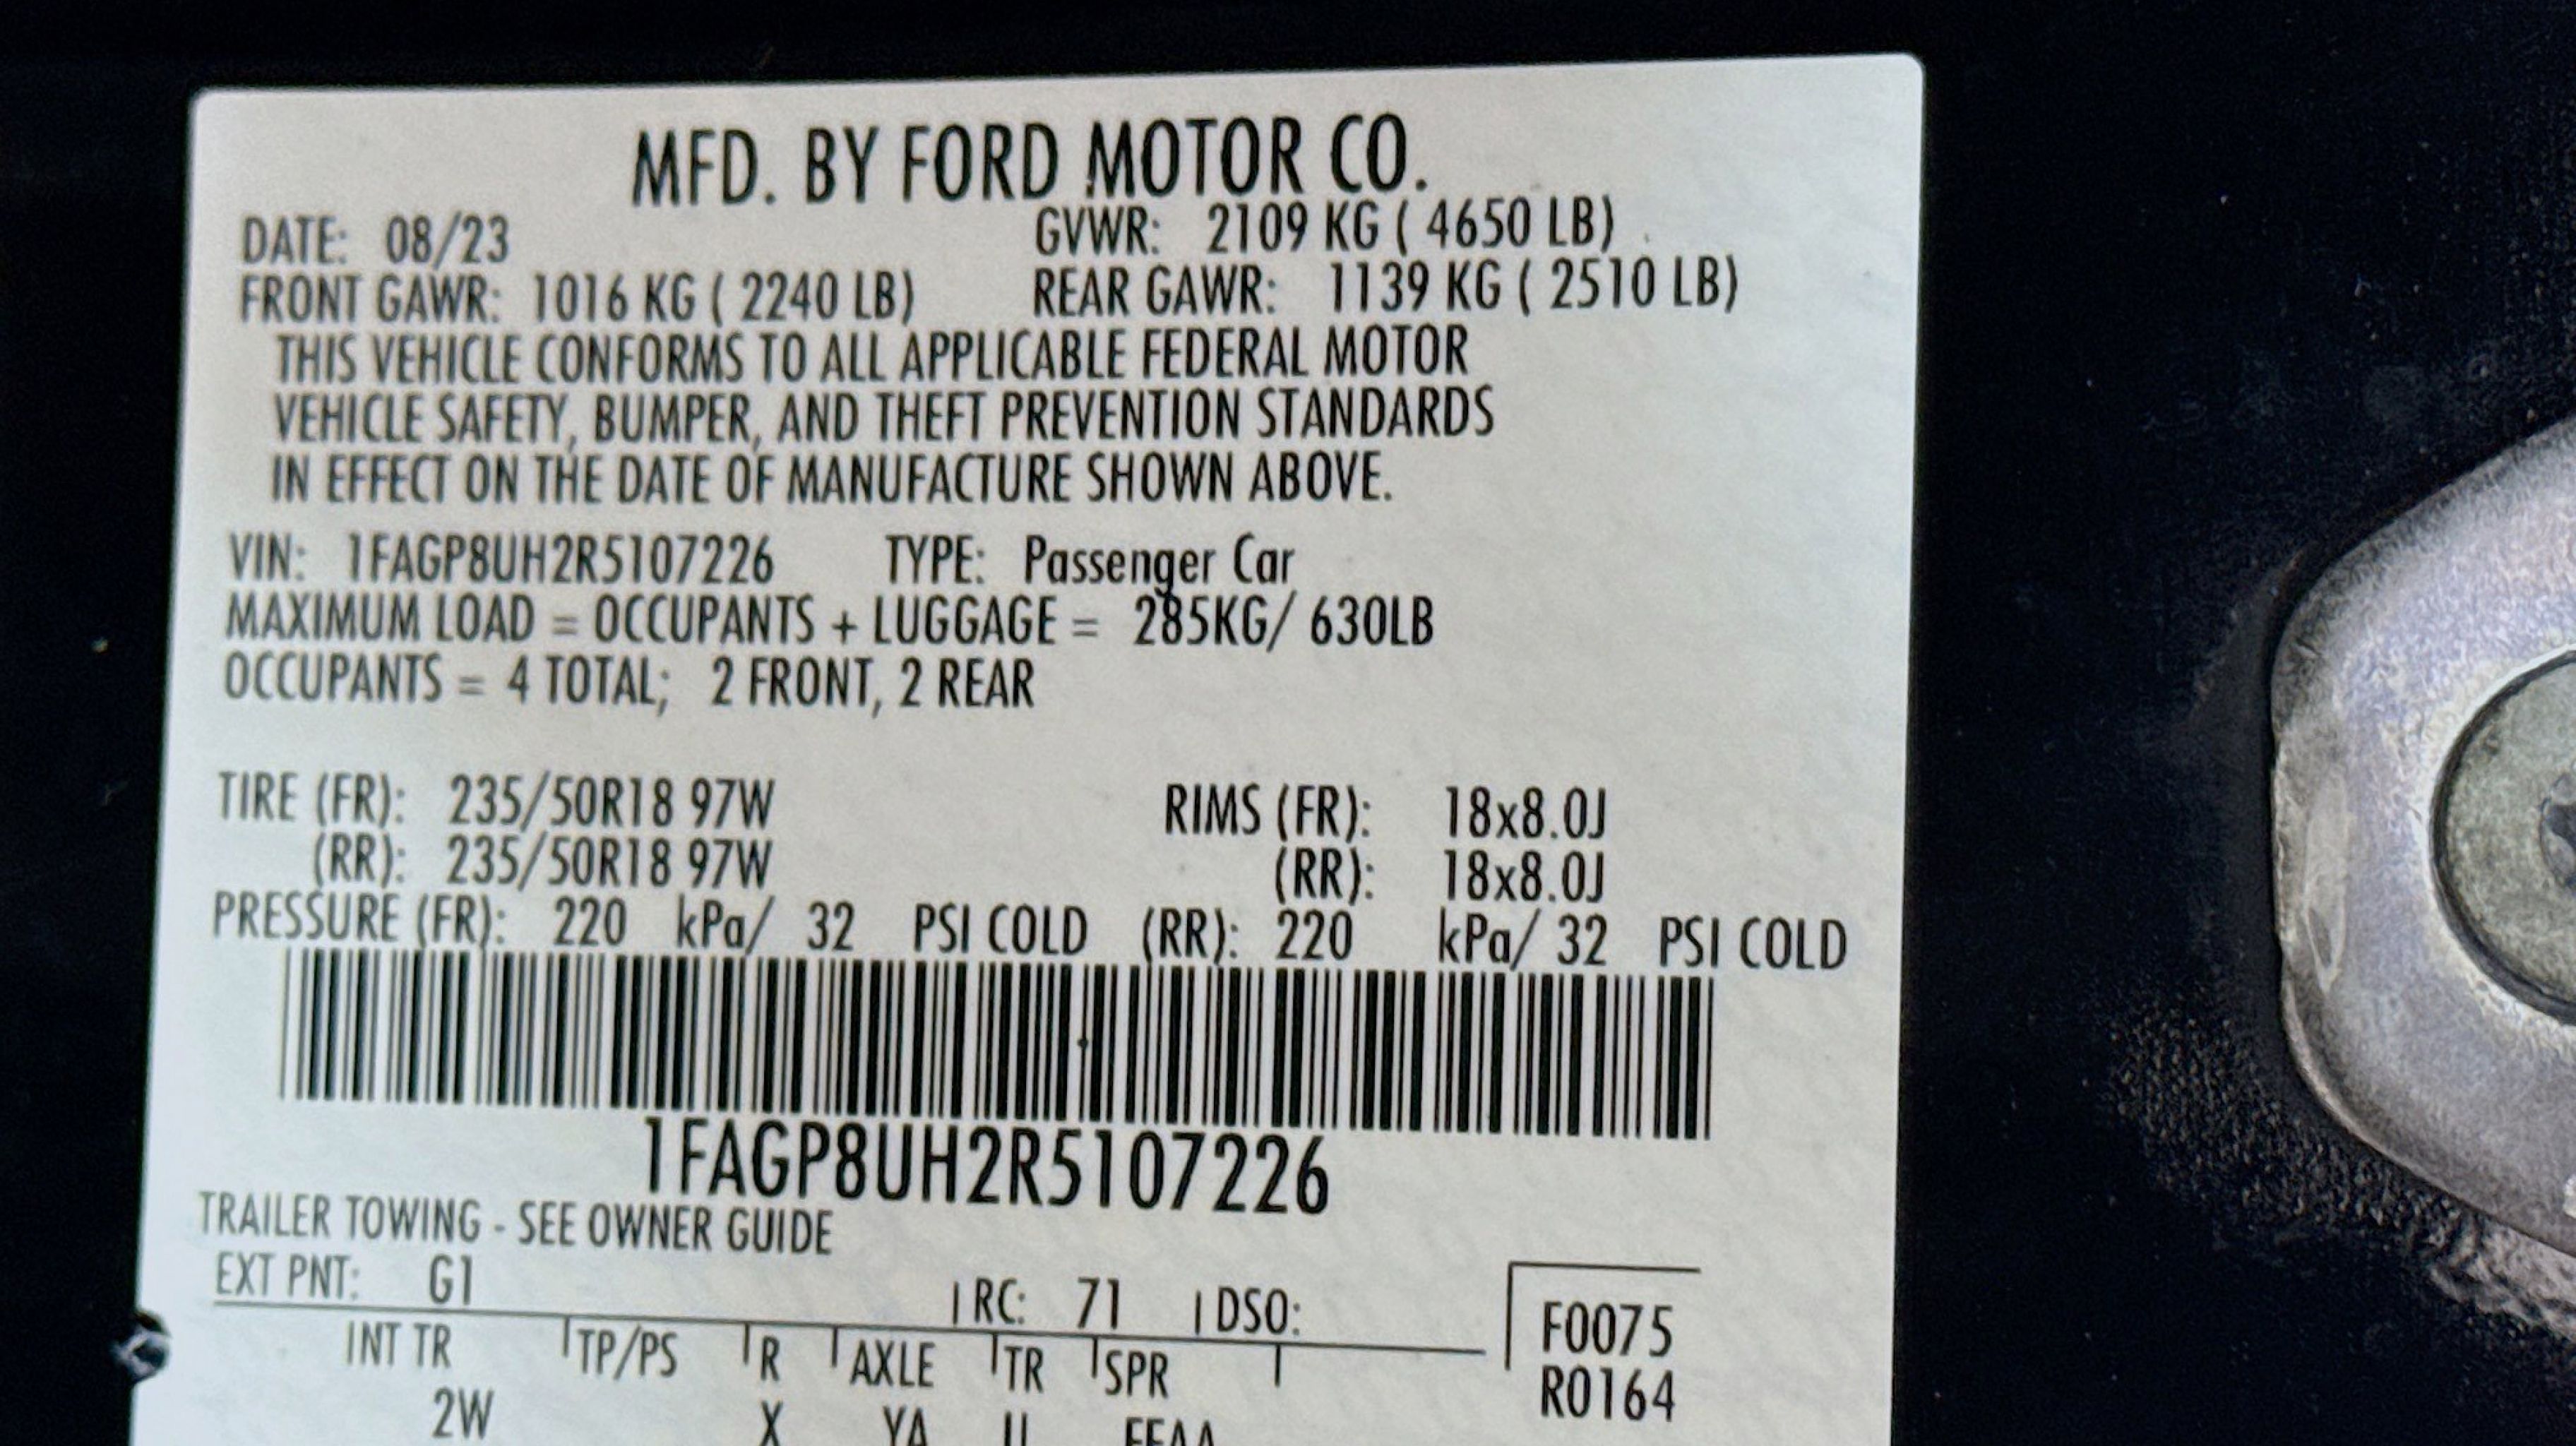 MFD. BY FORD MOTOR CO.
DATE: 08/23 GVWR: 2109 KG ( 4650 LB)
FRONT GAWR: 1016 KG ( 2240 LB) REAR GAWR: 1139 KG ( 2510 LB)
THIS VEHICLE CONFORMS TO ALL APPLICABLE FEDERAL MOTOR
VEHICLE SAFETY, BUMPER, AND THEFT PREVENTION STANDARDS
IN EFFECT ON THE DATE OF MANUFACTURE SHOWN ABOVE.
VIN: 1FAGP8UH2R5107226 TYPE: Passenger Car
MAXIMUM LOAD = OCCUPANTS + LUGGAGE = 285KG/ 630LB
OCCUPANTS = 4 TOTAL; 2 FRONT, 2 REAR
TIRE (FR): 235/50R18 97W RIMS (FR): 18x8.0J
(RR): 235/50R18 97W (RR): 18x8.0J
PRESSURE (FR): 220 kPa/ 32 PSI COLD (RR): 220 kPa/ 32 PSI COLD
1FAGP8UH2R5107226
TRAILER TOWING - SEE OWNER GUIDE
EXT PNT: G1 RC: 71 DSO:
F0075
INT TR TP/PS R AXLE TR SPR
R0164
2W X YA